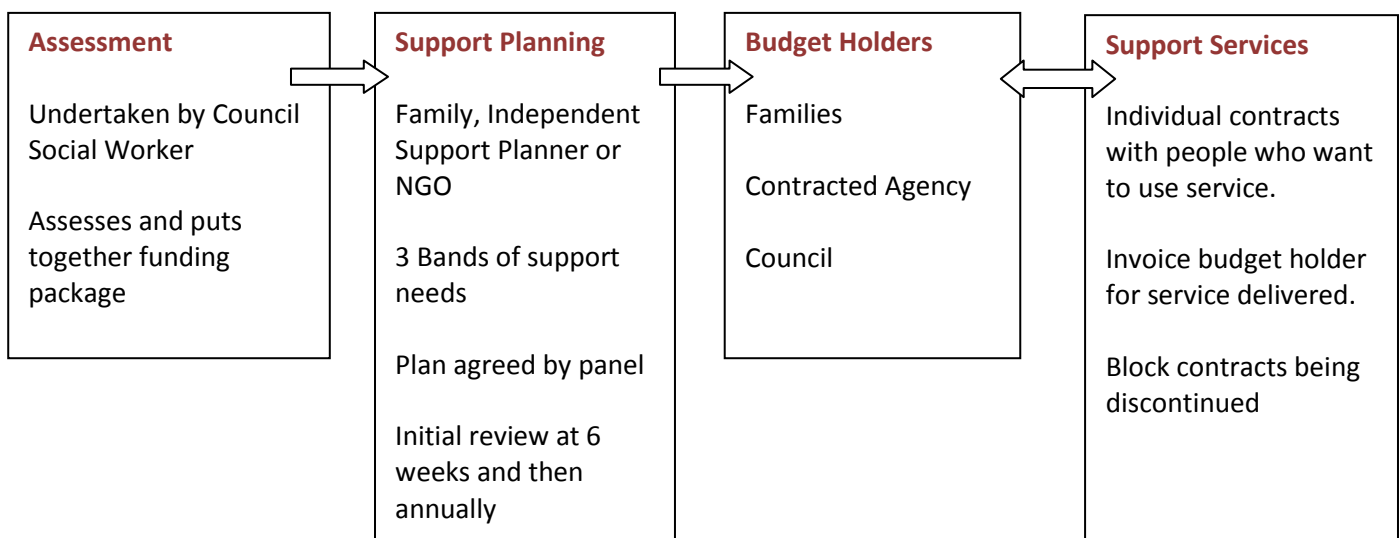 Assessment
Undertaken by Council
Social Worker
Assesses and puts
together funding
package
Support Planning
Family, Independent
Support Planner or
NGO
3 Bands of support
needs
Plan agreed by panel
Initial review at 6
weeks and then
annually
Budget Holders
Families
Contracted Agency
Council
Support Services
Individual contracts
with people who want
to use service.
Invoice budget holder
for service delivered.
Block contracts being
discontinued